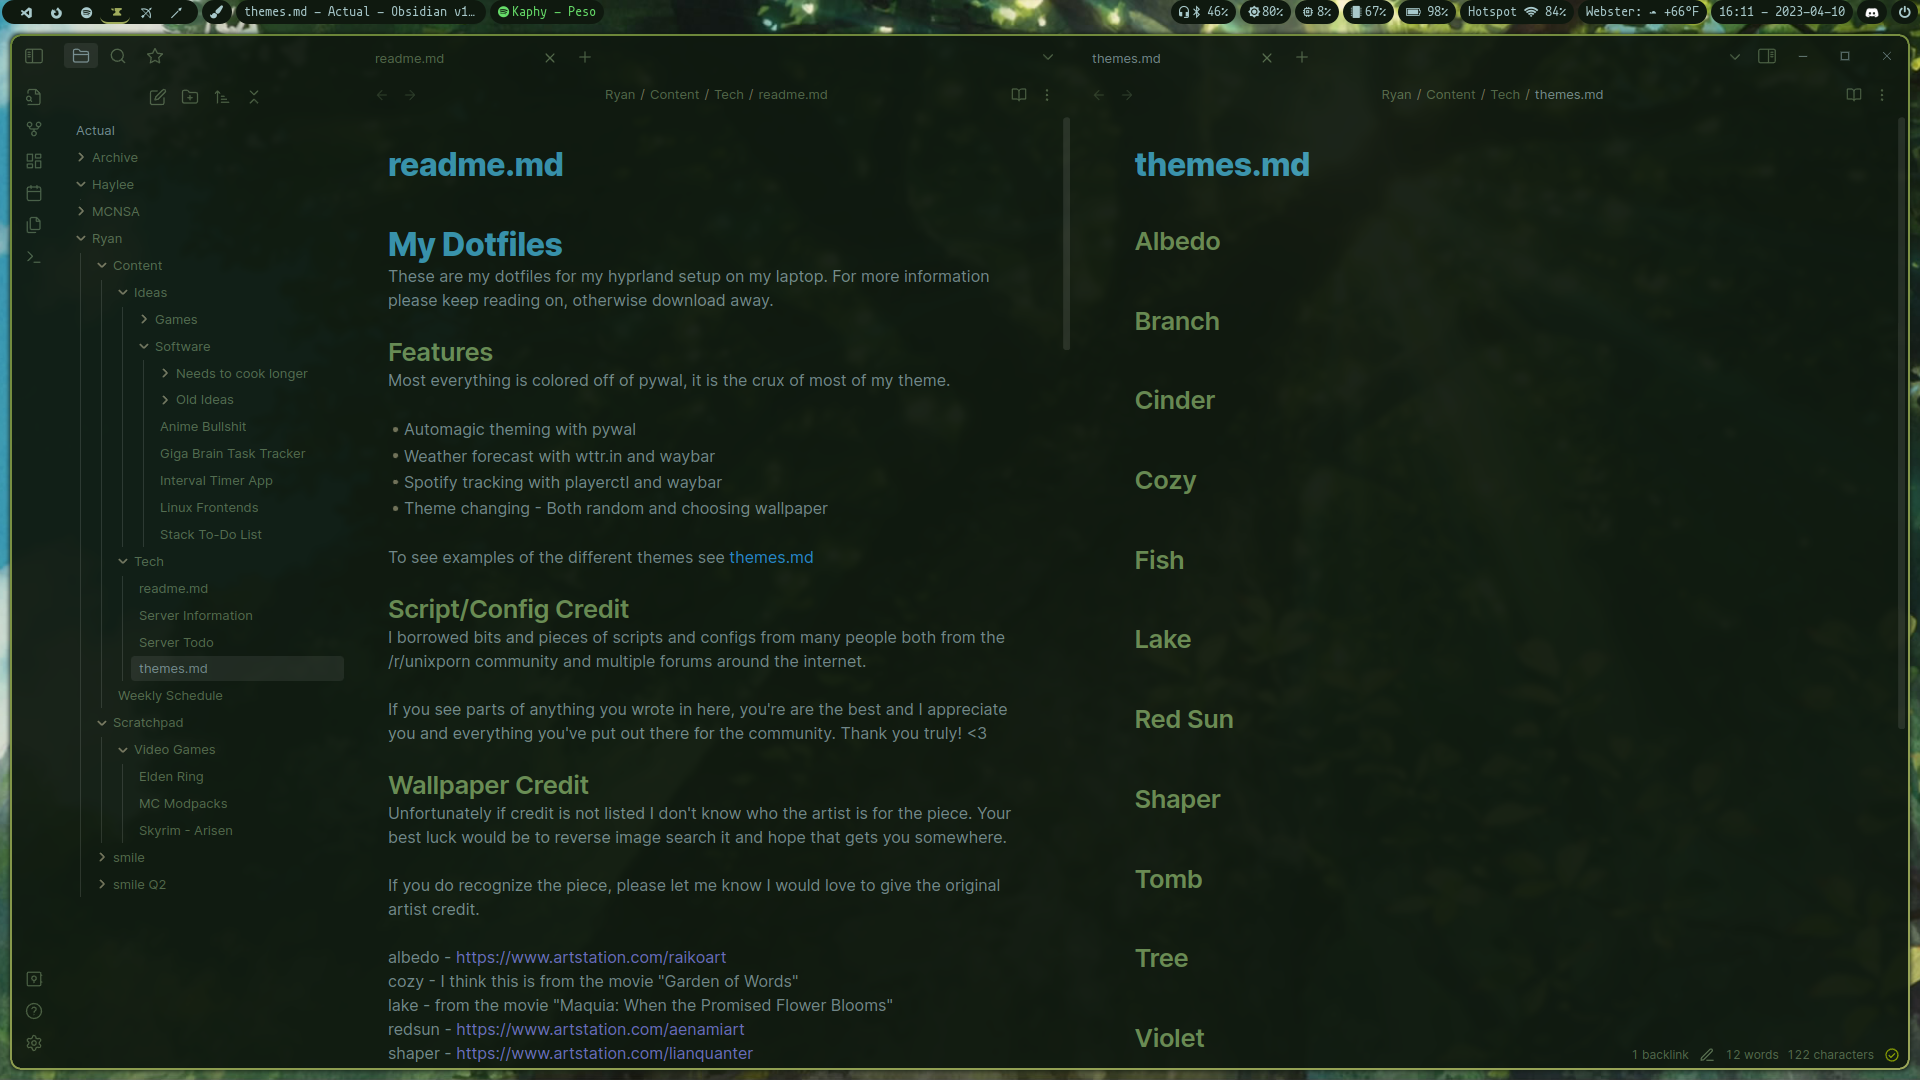 themes.md – Actual – Obsidian v1...
Kaphy – Peso
46%
80%
8%
67%
98%
Hotspot 84%
Webster: +66°F
16:11 – 2023-04-10
readme.md
themes.md
Ryan / Content / Tech / readme.md
Ryan / Content / Tech / themes.md
Actual
Archive
Haylee
MCNSA
Ryan
Content
Ideas
Games
Software
Needs to cook longer
Old Ideas
Anime Bullshit
Giga Brain Task Tracker
Interval Timer App
Linux Frontends
Stack To-Do List
Tech
readme.md
Server Information
Server Todo
themes.md
Weekly Schedule
Scratchpad
Video Games
Elden Ring
MC Modpacks
Skyrim - Arisen
smile
smile Q2
readme.md
My Dotfiles
These are my dotfiles for my hyprland setup on my laptop. For more information
please keep reading on, otherwise download away.
Features
Most everything is colored off of pywal, it is the crux of most of my theme.
• Automagic theming with pywal
• Weather forecast with wttr.in and waybar
• Spotify tracking with playerctl and waybar
• Theme changing - Both random and choosing wallpaper
To see examples of the different themes see themes.md
Script/Config Credit
I borrowed bits and pieces of scripts and configs from many people both from the
/r/unixporn community and multiple forums around the internet.
If you see parts of anything you wrote in here, you're are the best and I appreciate
you and everything you've put out there for the community. Thank you truly! <3
Wallpaper Credit
Unfortunately if credit is not listed I don't know who the artist is for the piece. Your
best luck would be to reverse image search it and hope that gets you somewhere.
If you do recognize the piece, please let me know I would love to give the original
artist credit.
albedo - https://www.artstation.com/raikoart
cozy - I think this is from the movie "Garden of Words"
lake - from the movie "Maquia: When the Promised Flower Blooms"
redsun - https://www.artstation.com/aenamiart
shaper - https://www.artstation.com/lianquanter
themes.md
Albedo
Branch
Cinder
Cozy
Fish
Lake
Red Sun
Shaper
Tomb
Tree
Violet
1 backlink
12 words
122 characters